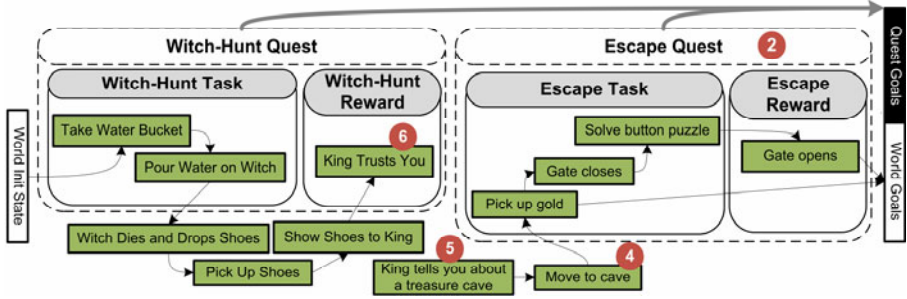 Witch-Hunt Quest
Escape Quest
2
Quest Goals
Witch-Hunt Task
Witch-Hunt
Reward
Escape Task
Escape
Reward
World Init State
Take Water Bucket
Pour Water on Witch
6
King Trusts You
Solve button puzzle
Gate closes
Pick up gold
Gate opens
World Goals
Witch Dies and Drops Shoes
Show Shoes to King
Pick Up Shoes
5
King tells you about
a treasure cave
4
Move to cave